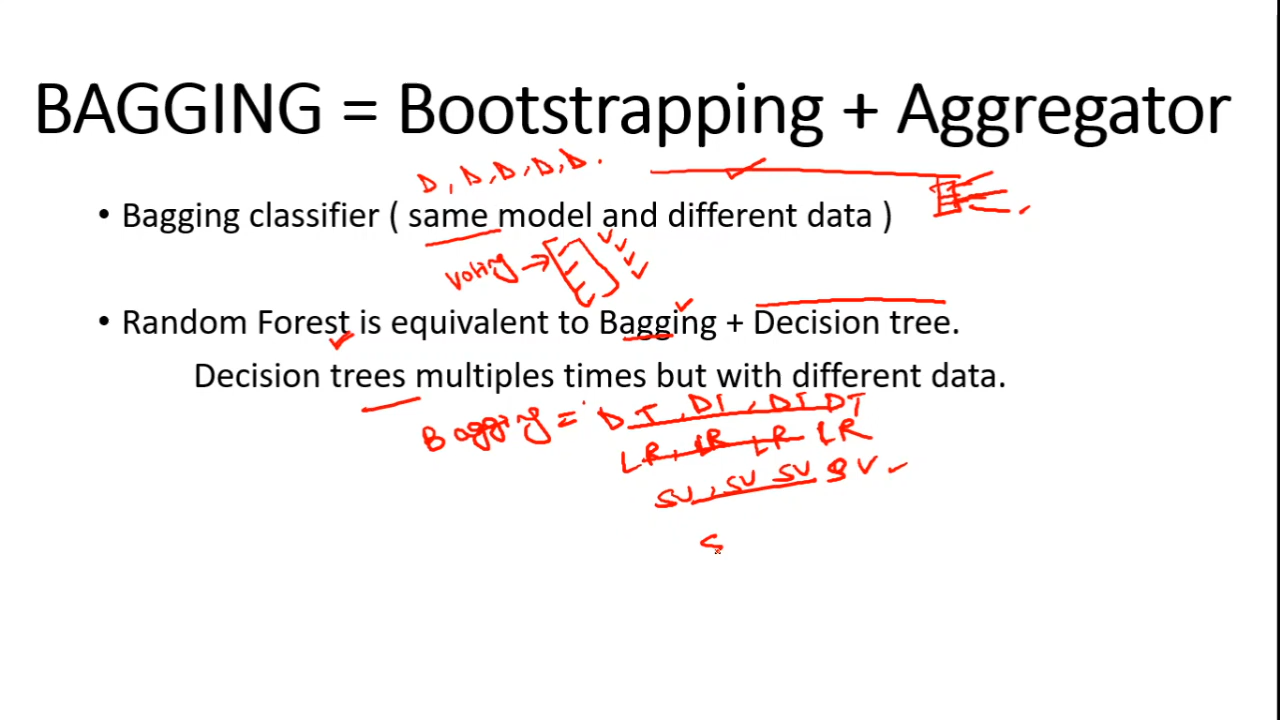 BAGGING = Bootstrapping + Aggregator
D, D, D, D, D.
• Bagging classifier ( same model and different data )
Voting →
• Random Forest is equivalent to Bagging + Decision tree.
Decision trees multiples times but with different data.
Bagging = DT, DT, DT DT
LR, LR LR LR
SV, SV SV SV
S